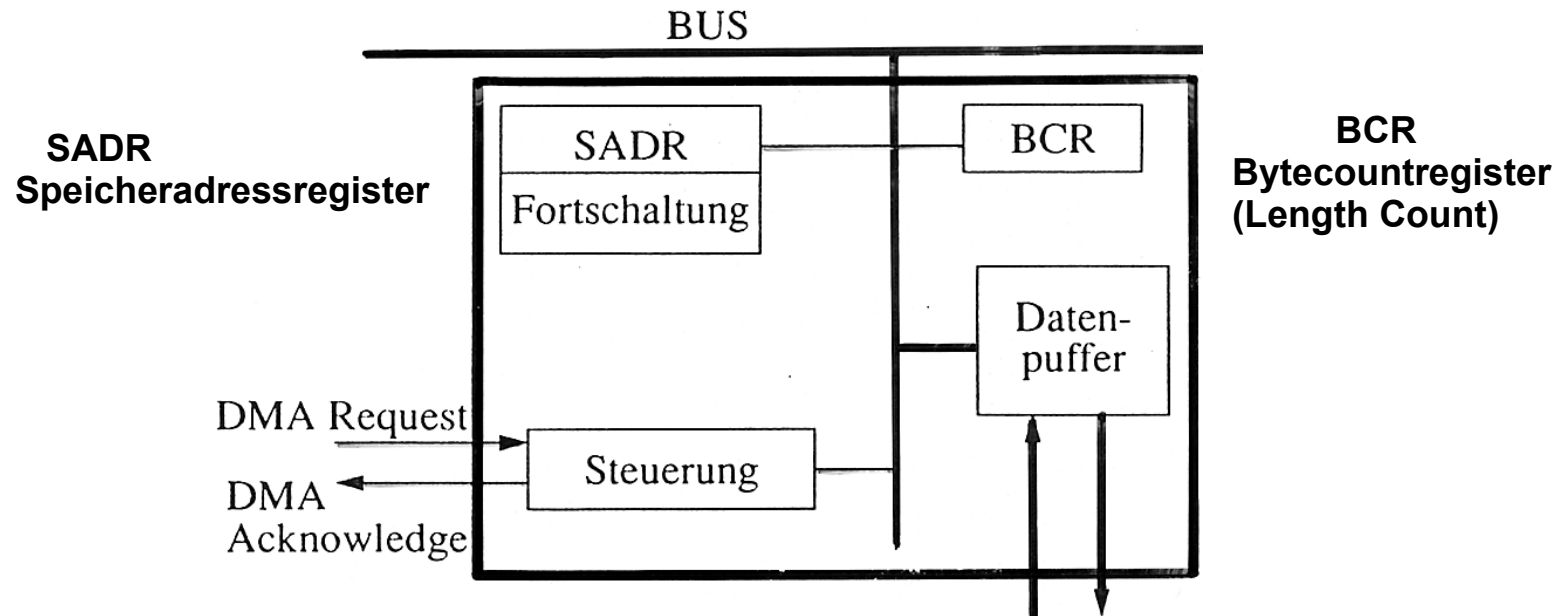 BUS
SADR
Speicheradressregister
SADR
Fortschaltung
BCR
BCR
Bytecountregister
(Length Count)
Daten-
puffer
DMA Request
Steuerung
DMA
Acknowledge